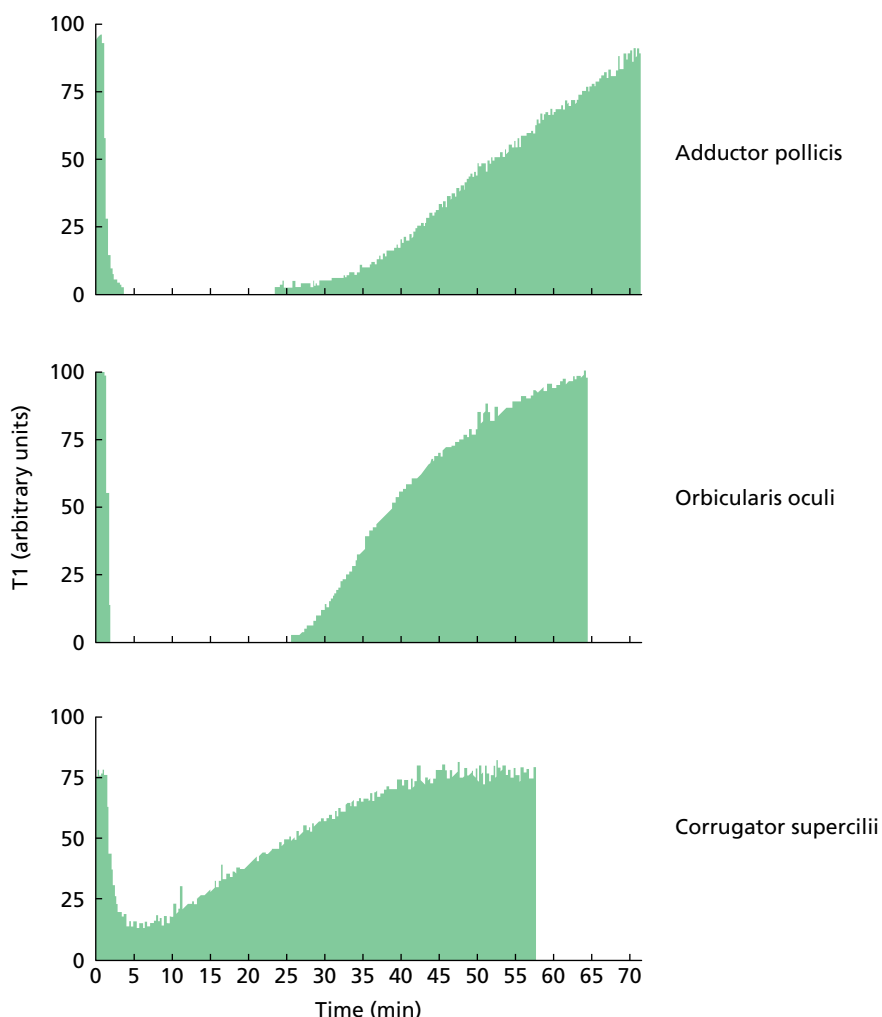 100
75
50
25
0
Adductor pollicis
100
75
50
25
0
Orbicularis oculi
T1 (arbitrary units)
100
75
50
25
0
Corrugator supercilii
0 5 10 15 20 25 30 35 40 45 50 55 60 65 70
Time (min)